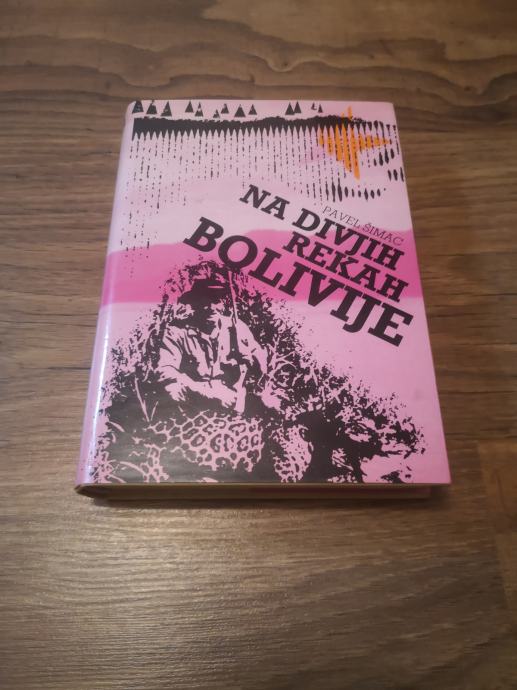 PAVEL ŠIMAC
NA DIVJIH
REKAH
BOLIVIJE